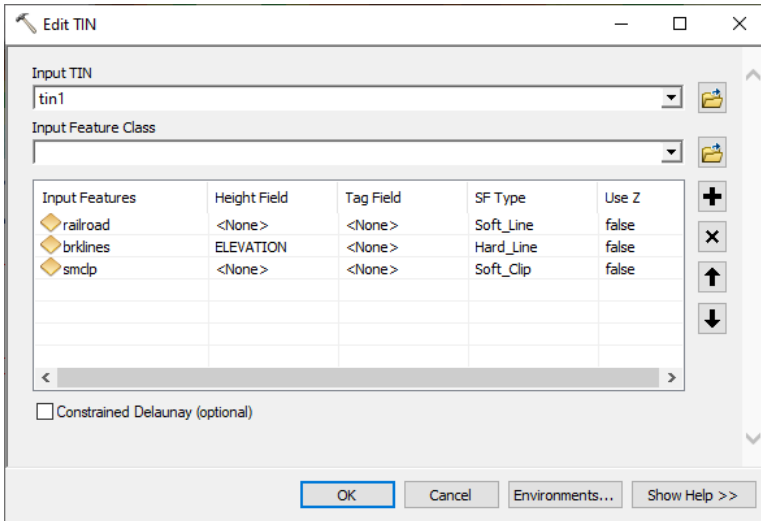 Edit TIN
Input TIN
tin1
Input Feature Class
Input Features Height Field Tag Field SF Type Use Z
railroad <None> <None> Soft_Line false
brklines ELEVATION <None> Hard_Line false
smclp <None> <None> Soft_Clip false
Constrained Delaunay (optional)
OK Cancel Environments... Show Help >>